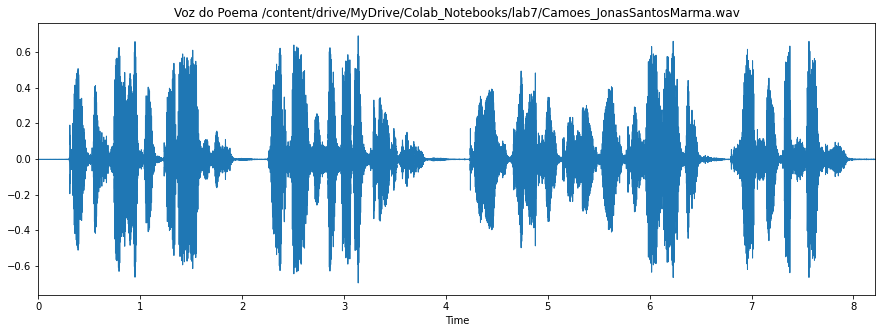 Voz do Poema /content/drive/MyDrive/Colab_Notebooks/lab7/Camoes_JonasSantosMarma.wav
0.6
0.4
0.2
0.0
−0.2
−0.4
−0.6
0 1 2 3 4 5 6 7 8
Time